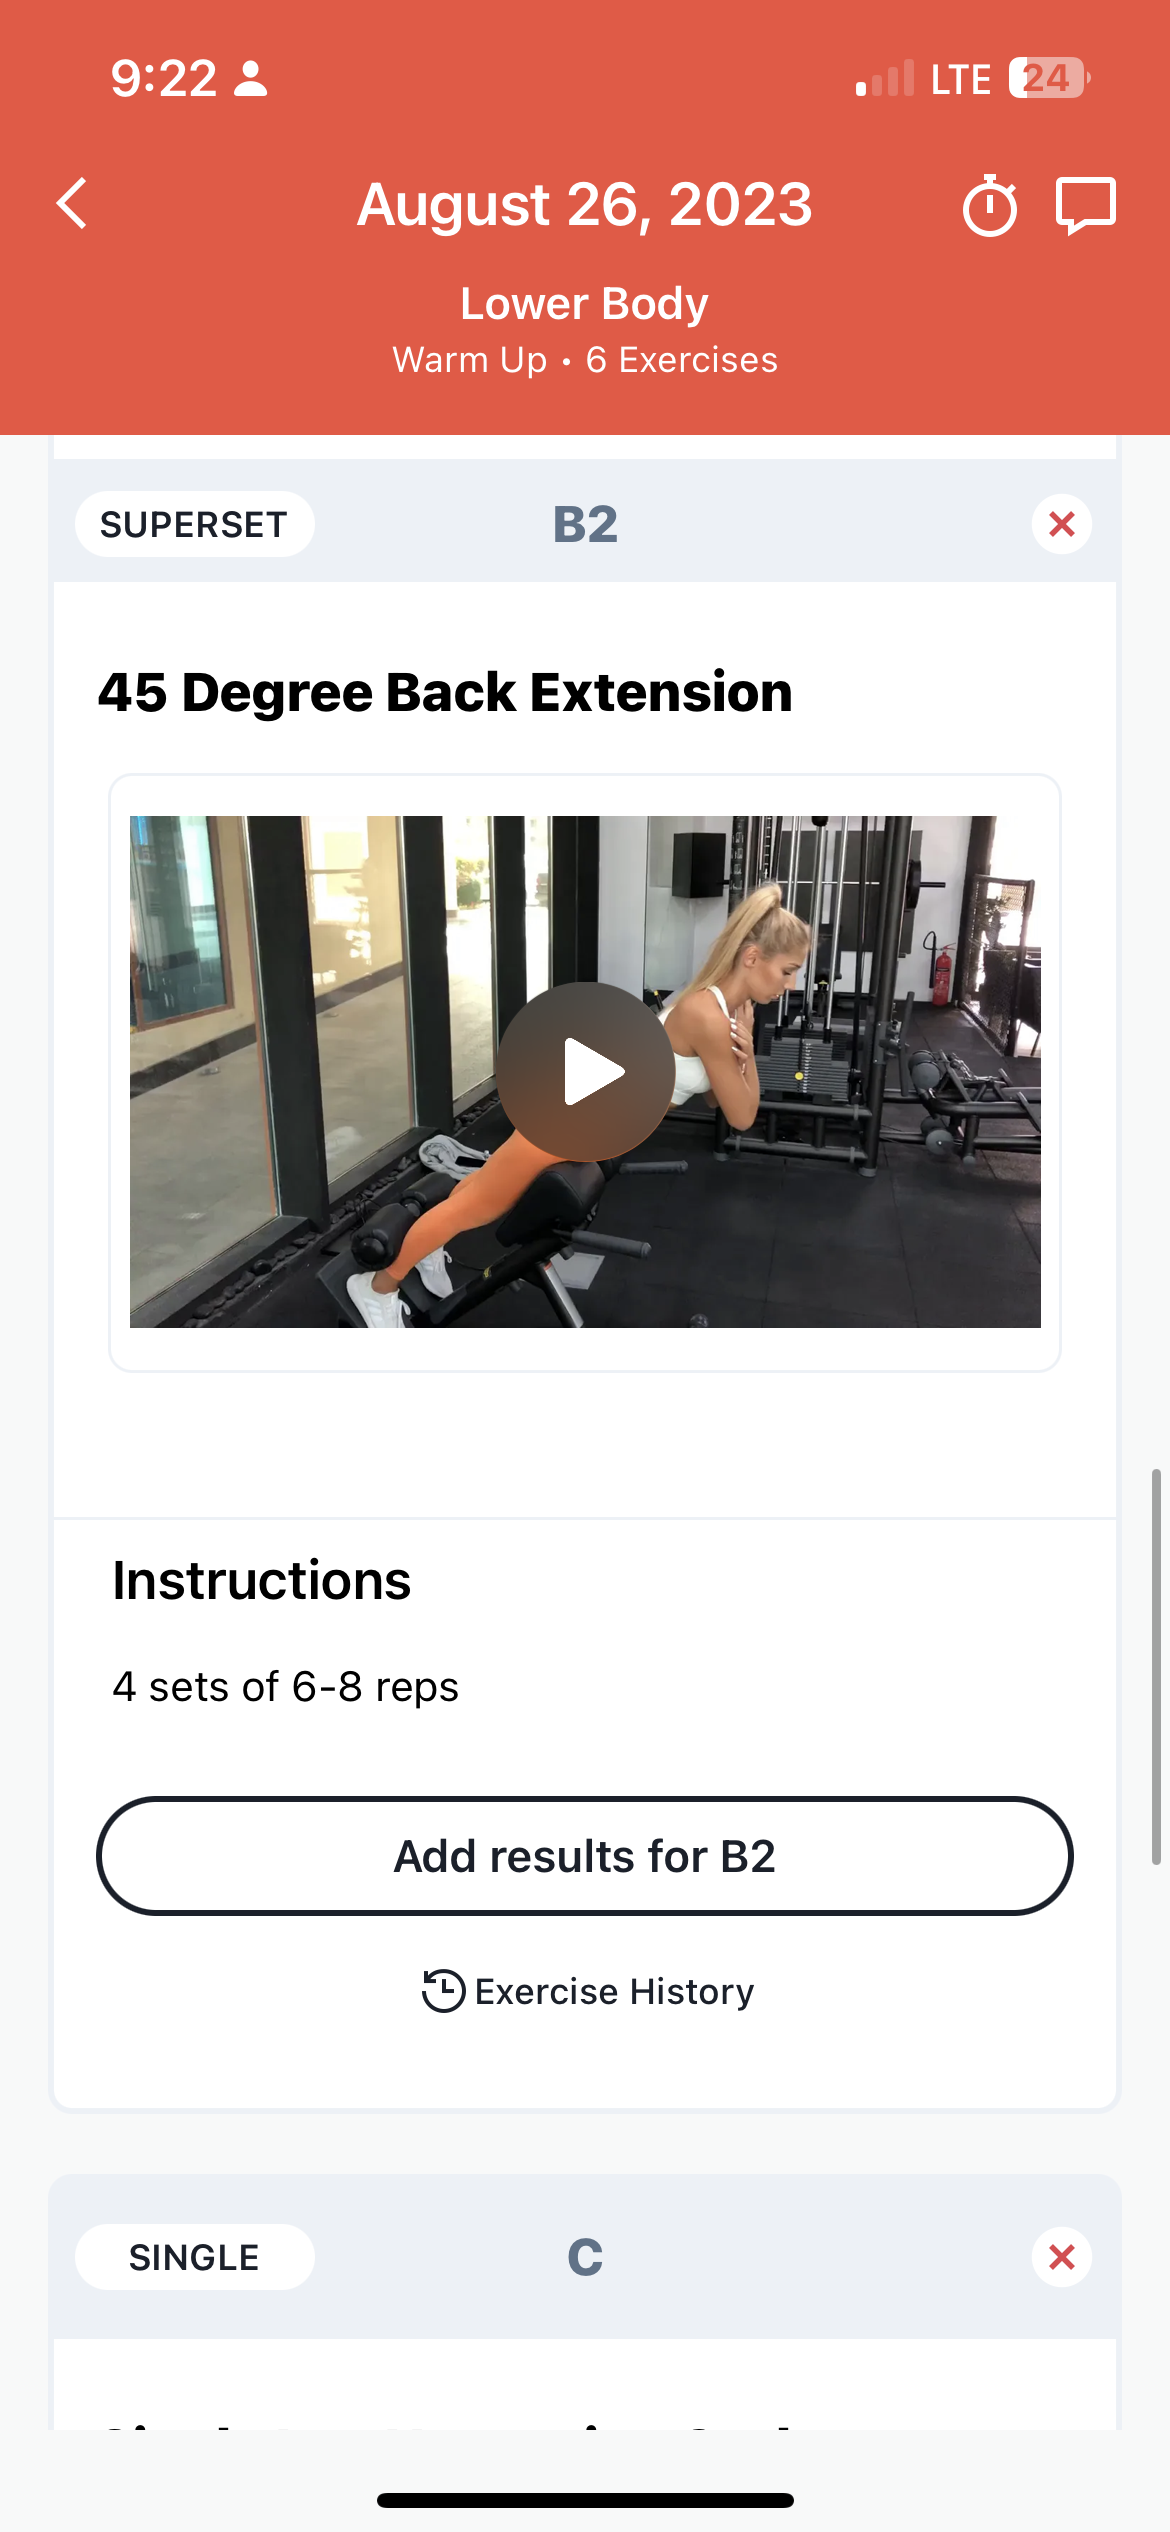 9:22
LTE 24
August 26, 2023
Lower Body
Warm Up • 6 Exercises
SUPERSET
B2
45 Degree Back Extension
Instructions
4 sets of 6-8 reps
Add results for B2
Exercise History
SINGLE
C